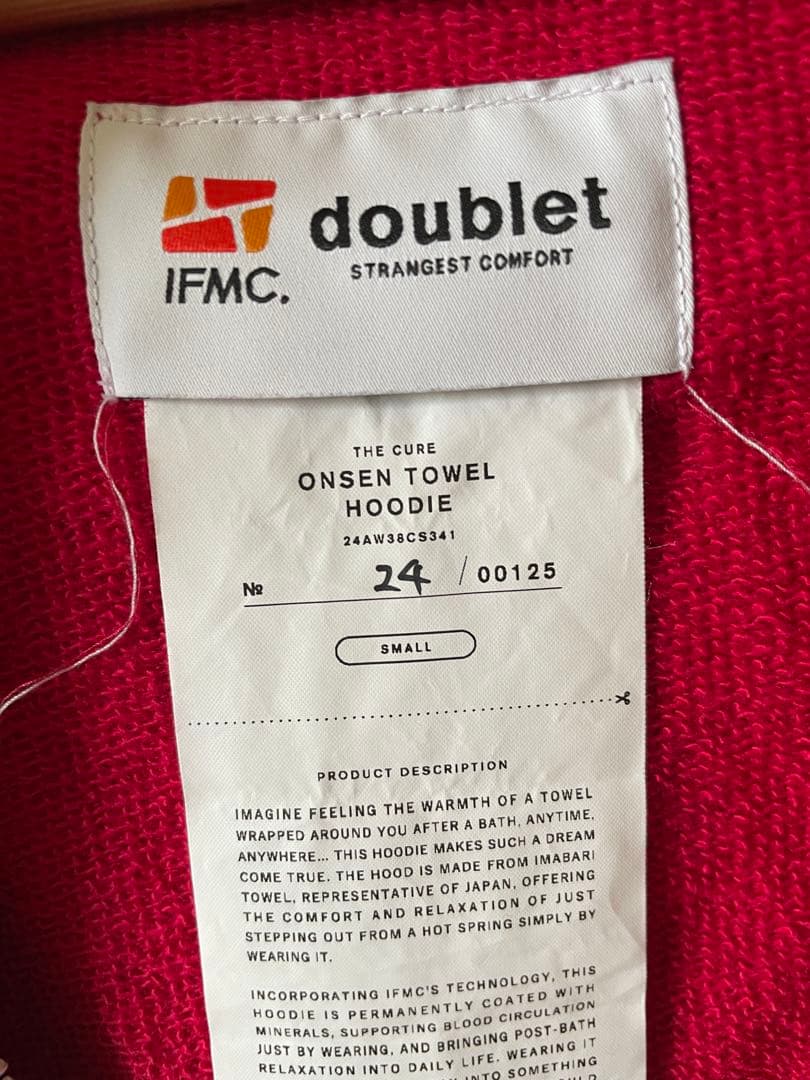 IFMC.
doublet
STRANGEST COMFORT
THE CURE
ONSEN TOWEL
HOODIE
24AW38CS341
№ 24 / 00125
SMALL
PRODUCT DESCRIPTION
IMAGINE FEELING THE WARMTH OF A TOWEL
WRAPPED AROUND YOU AFTER A BATH, ANYTIME,
ANYWHERE... THIS HOODIE MAKES SUCH A DREAM
COME TRUE. THE HOOD IS MADE FROM IMABARI
TOWEL, REPRESENTATIVE OF JAPAN, OFFERING
THE COMFORT AND RELAXATION OF JUST
STEPPING OUT FROM A HOT SPRING SIMPLY BY
WEARING IT.
INCORPORATING IFMC'S TECHNOLOGY, THIS
HOODIE IS PERMANENTLY COATED WITH
MINERALS, SUPPORTING BLOOD CIRCULATION
JUST BY WEARING, AND BRINGING POST-BATH
RELAXATION INTO DAILY LIFE. WEARING IT
INTO SOMETHING